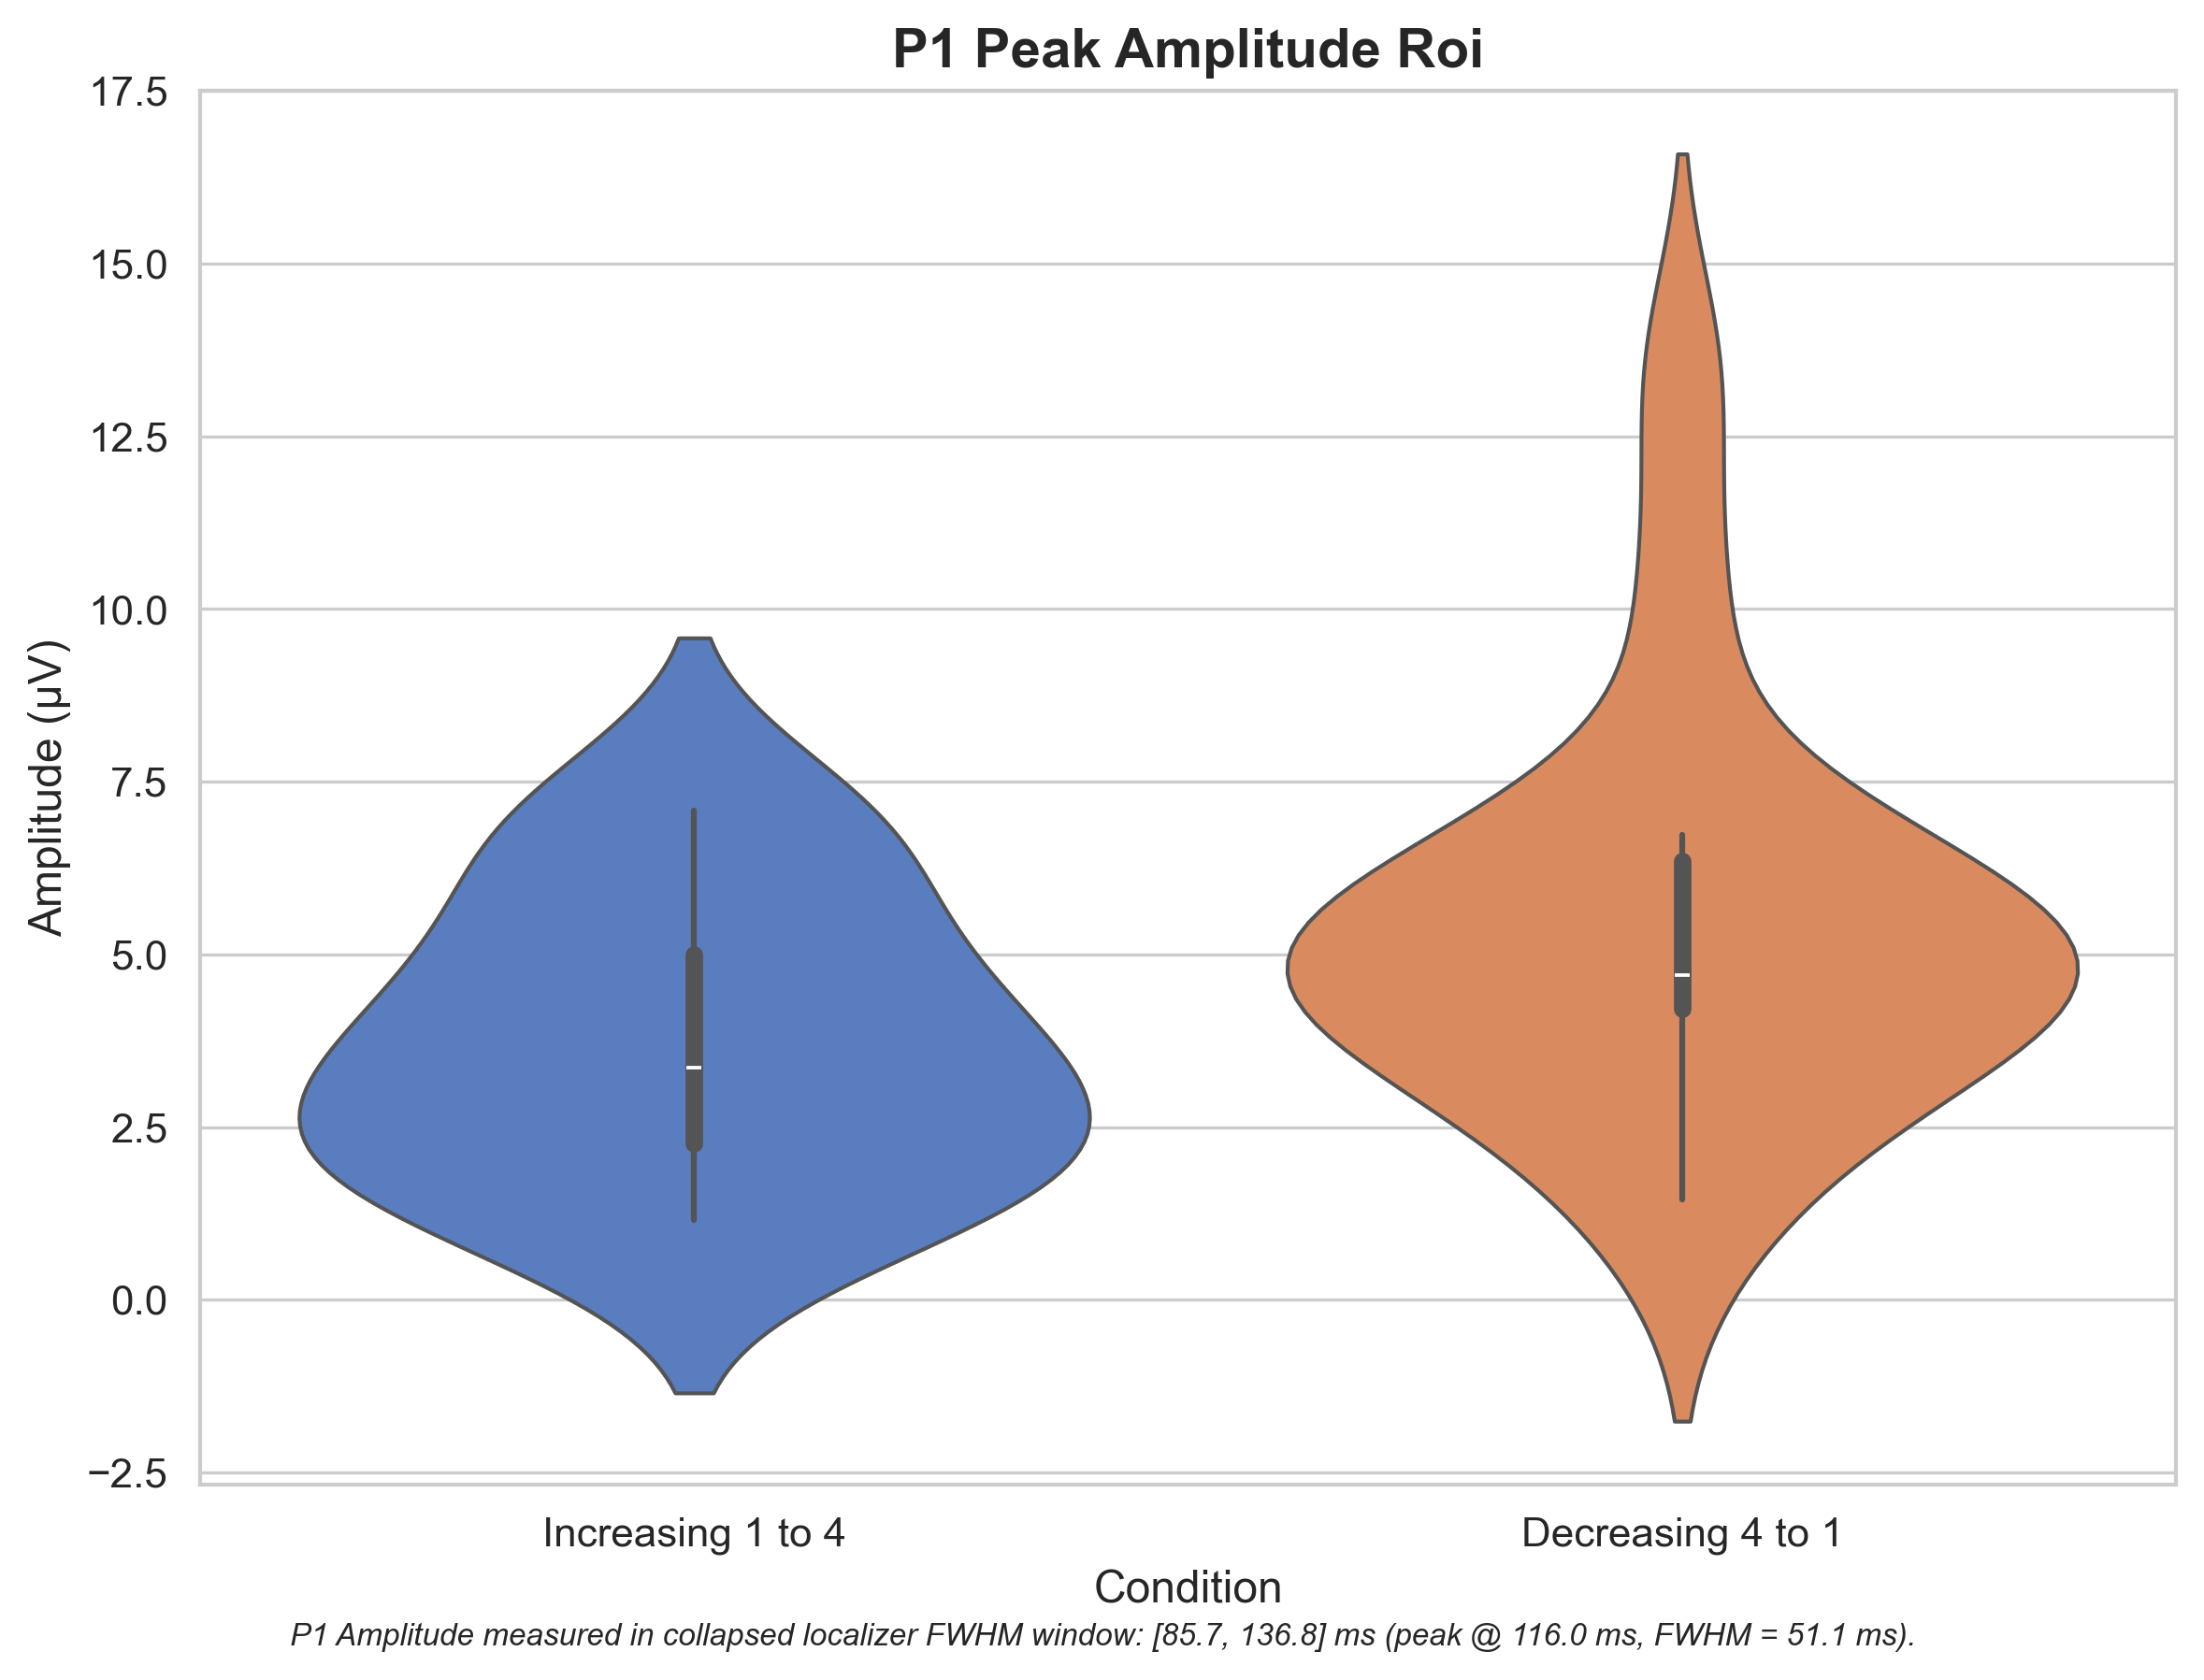 P1 Peak Amplitude Roi
17.5
15.0
12.5
10.0
7.5
5.0
2.5
0.0
−2.5
Amplitude (µV)
Increasing 1 to 4
Decreasing 4 to 1
Condition
P1 Amplitude measured in collapsed localizer FWHM window: [85.7, 136.8] ms (peak @ 116.0 ms, FWHM = 51.1 ms).